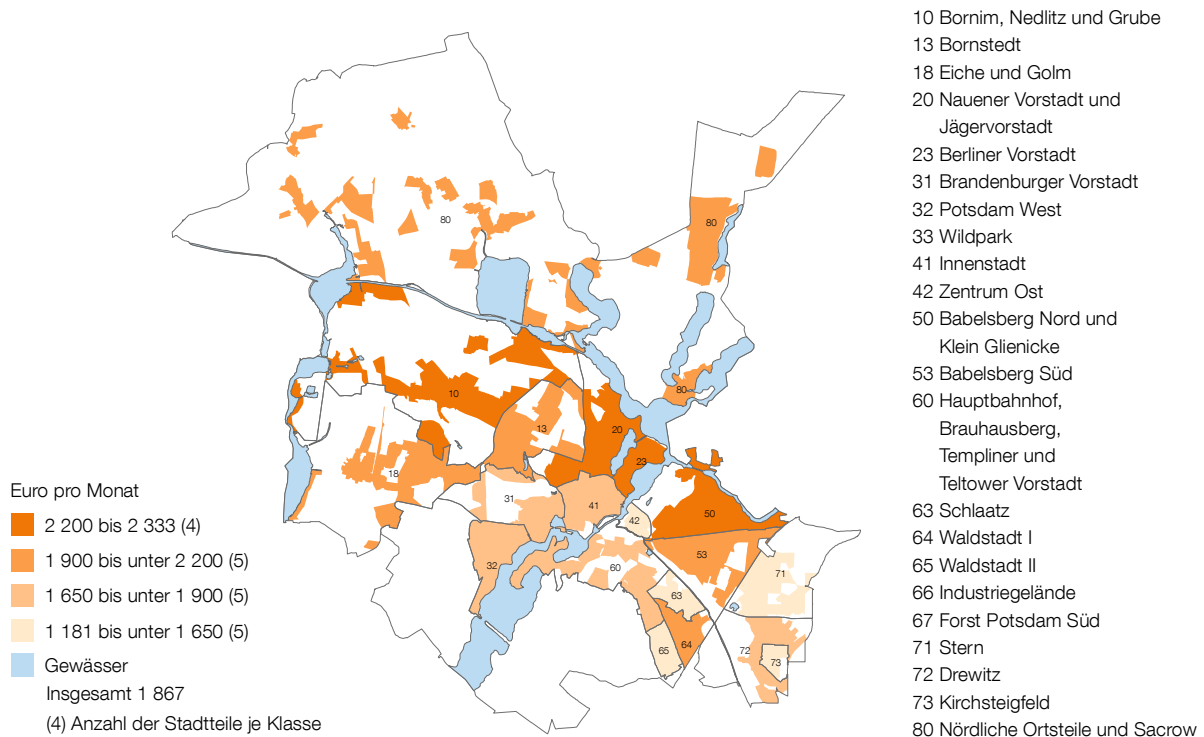 10 Bornim, Nedlitz und Grube
13 Bornstedt
18 Eiche und Golm
20 Nauener Vorstadt und
Jägervorstadt
23 Berliner Vorstadt
31 Brandenburger Vorstadt
32 Potsdam West
33 Wildpark
41 Innenstadt
42 Zentrum Ost
50 Babelsberg Nord und
Klein Glienicke
53 Babelsberg Süd
60 Hauptbahnhof,
Brauhausberg,
Templiner und
Teltower Vorstadt
63 Schlaatz
64 Waldstadt I
65 Waldstadt II
66 Industriegelände
67 Forst Potsdam Süd
71 Stern
72 Drewitz
73 Kirchsteigfeld
80 Nördliche Ortsteile und Sacrow
80
80
80
10
13
20
23
18
31
41
42
50
53
32
60
71
63
64
65
72
73
Euro pro Monat
2 200 bis 2 333 (4)
1 900 bis unter 2 200 (5)
1 650 bis unter 1 900 (5)
1 181 bis unter 1 650 (5)
Gewässer
Insgesamt 1 867
(4) Anzahl der Stadtteile je Klasse